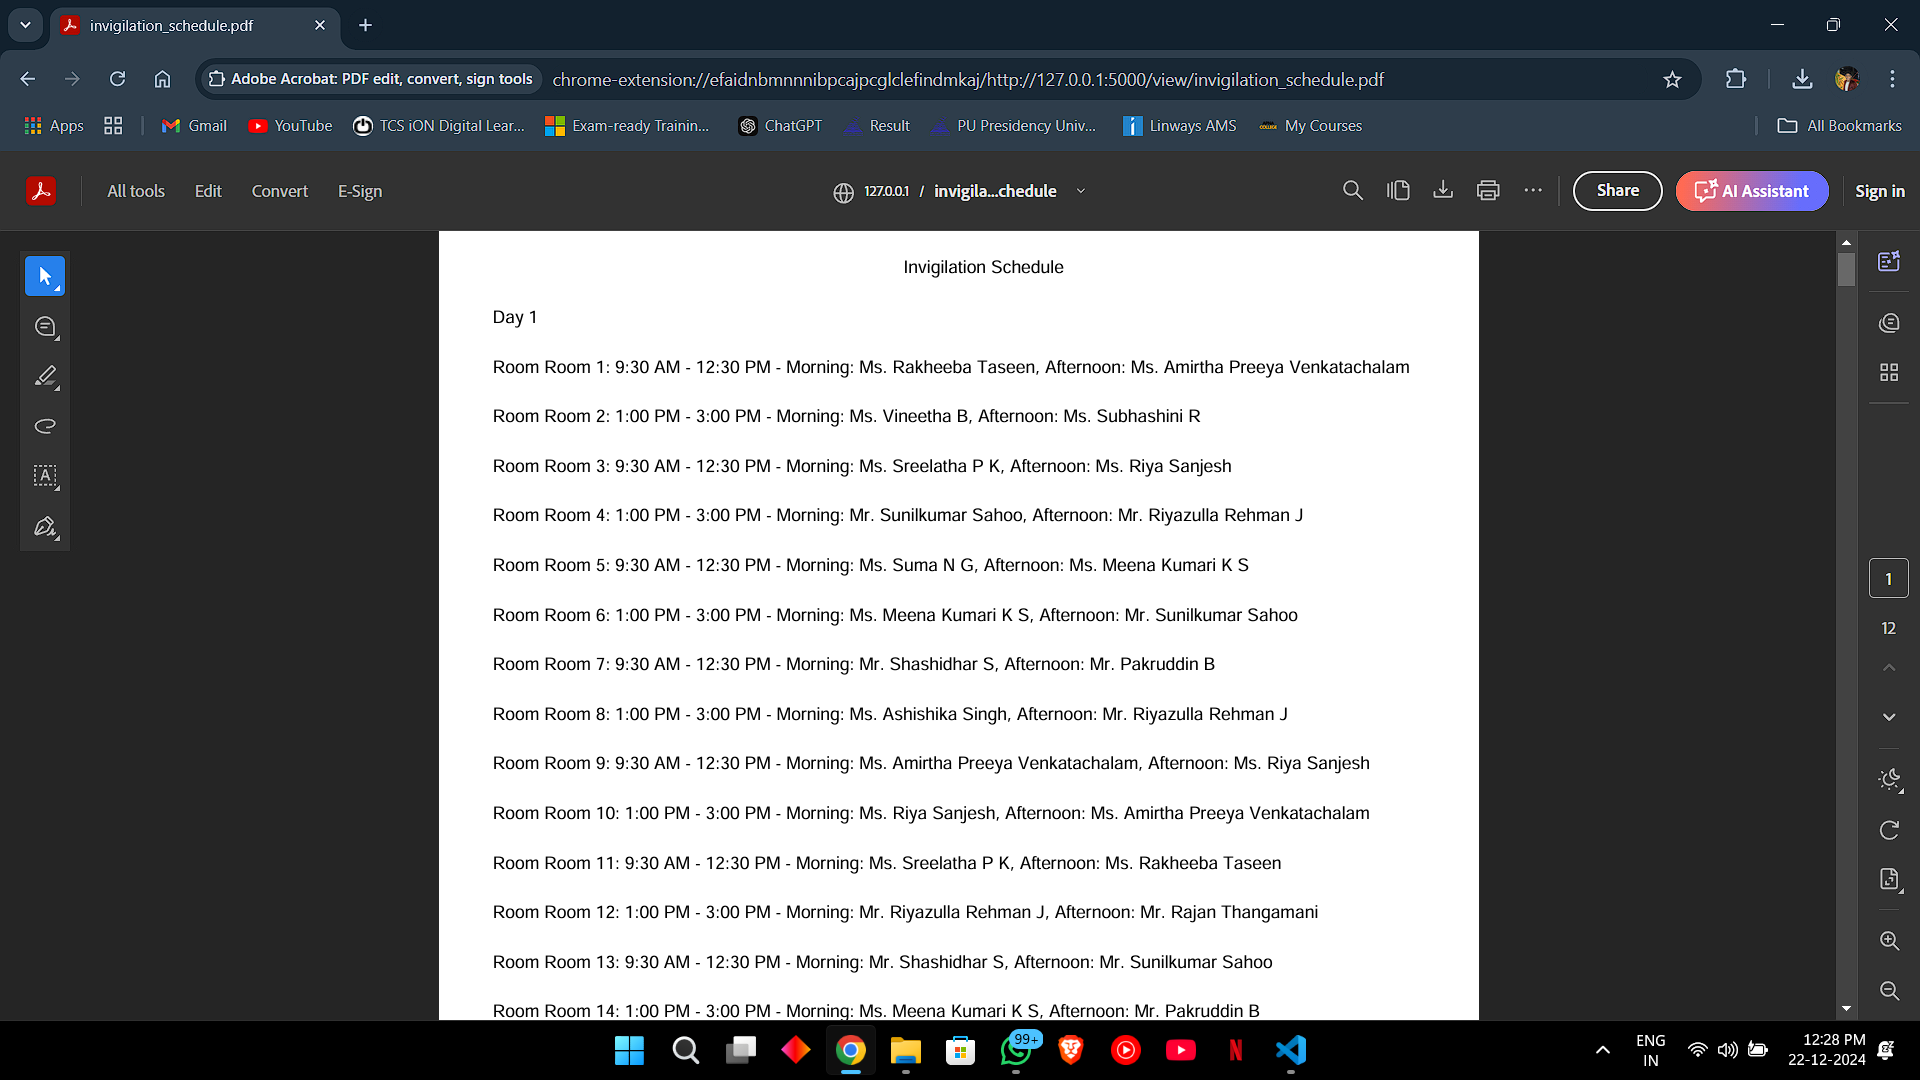 invigilation_schedule.pdf
Adobe Acrobat: PDF edit, convert, sign tools
chrome-extension://efaidnbmnnnibpcajpcglclefindmkaj/http://127.0.0.1:5000/view/invigilation_schedule.pdf
Apps
Gmail
YouTube
TCS iON Digital Lear...
Exam-ready Trainin...
ChatGPT
Result
PU Presidency Univ...
Linways AMS
My Courses
All Bookmarks
All tools
Edit
Convert
E-Sign
127.0.0.1 / invigila...chedule
Share
AI Assistant
Sign in
Invigilation Schedule
Day 1
Room Room 1: 9:30 AM - 12:30 PM - Morning: Ms. Rakheeba Taseen, Afternoon: Ms. Amirtha Preeya Venkatachalam
Room Room 2: 1:00 PM - 3:00 PM - Morning: Ms. Vineetha B, Afternoon: Ms. Subhashini R
Room Room 3: 9:30 AM - 12:30 PM - Morning: Ms. Sreelatha P K, Afternoon: Ms. Riya Sanjesh
Room Room 4: 1:00 PM - 3:00 PM - Morning: Mr. Sunilkumar Sahoo, Afternoon: Mr. Riyazulla Rehman J
Room Room 5: 9:30 AM - 12:30 PM - Morning: Ms. Suma N G, Afternoon: Ms. Meena Kumari K S
Room Room 6: 1:00 PM - 3:00 PM - Morning: Ms. Meena Kumari K S, Afternoon: Mr. Sunilkumar Sahoo
Room Room 7: 9:30 AM - 12:30 PM - Morning: Mr. Shashidhar S, Afternoon: Mr. Pakruddin B
Room Room 8: 1:00 PM - 3:00 PM - Morning: Ms. Ashishika Singh, Afternoon: Mr. Riyazulla Rehman J
Room Room 9: 9:30 AM - 12:30 PM - Morning: Ms. Amirtha Preeya Venkatachalam, Afternoon: Ms. Riya Sanjesh
Room Room 10: 1:00 PM - 3:00 PM - Morning: Ms. Riya Sanjesh, Afternoon: Ms. Amirtha Preeya Venkatachalam
Room Room 11: 9:30 AM - 12:30 PM - Morning: Ms. Sreelatha P K, Afternoon: Ms. Rakheeba Taseen
Room Room 12: 1:00 PM - 3:00 PM - Morning: Mr. Riyazulla Rehman J, Afternoon: Mr. Rajan Thangamani
Room Room 13: 9:30 AM - 12:30 PM - Morning: Mr. Shashidhar S, Afternoon: Mr. Sunilkumar Sahoo
Room Room 14: 1:00 PM - 3:00 PM - Morning: Ms. Meena Kumari K S, Afternoon: Mr. Pakruddin B
1
12
99+
ENG
IN
12:28 PM
22-12-2024